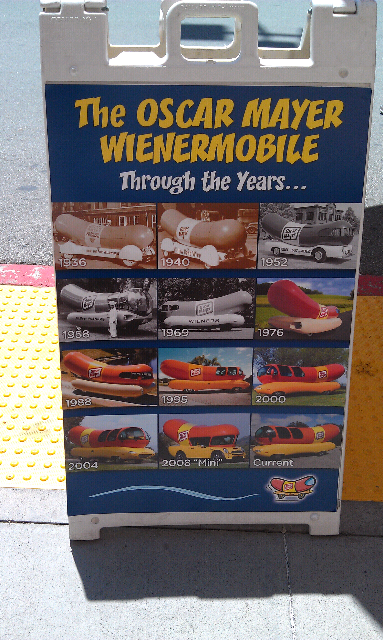 The OSCAR MAYER
WIENERMOBILE
Through the Years...
1936
1940
1952
1958
1969
1976
1988
1995
2000
2004
2008 "Mini"
Current